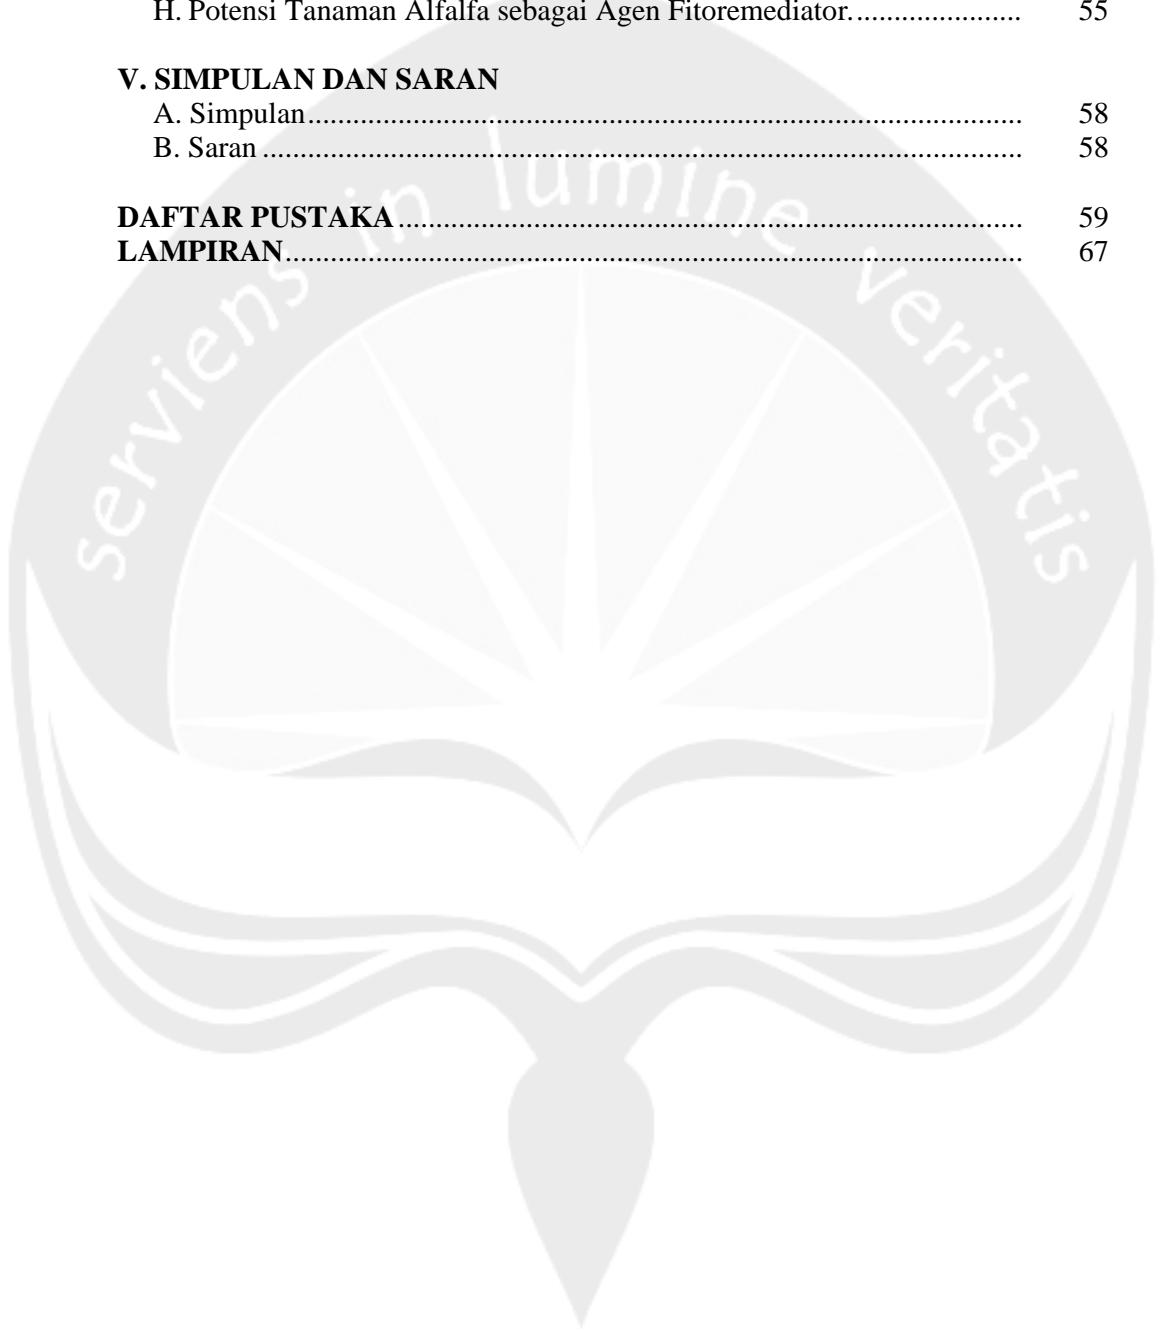 H. Potensi Tanaman Alfalfa sebagai Agen Fitoremediator....................... 55
V. SIMPULAN DAN SARAN
A. Simpulan............................................................................................... 58
B. Saran ..................................................................................................... 58
DAFTAR PUSTAKA................................................................................... 59
LAMPIRAN.................................................................................................. 67
serviens in lumine veritatis